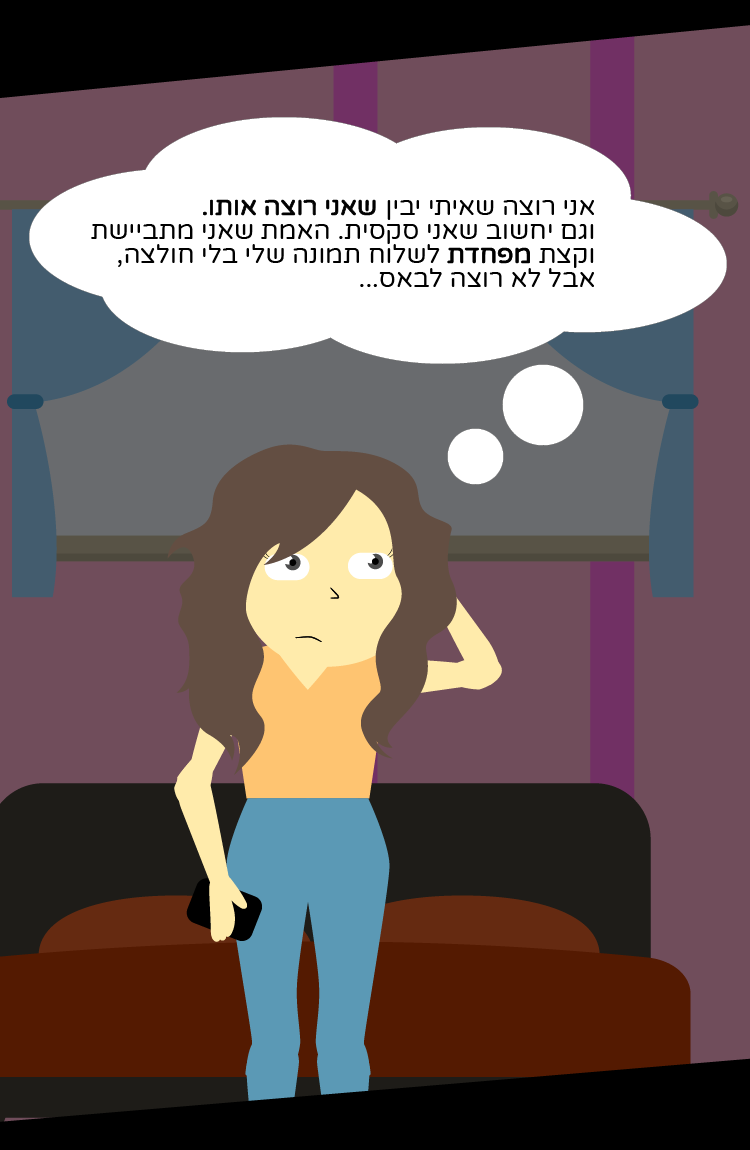 אני רוצה שאיתי יבין שאני רוצה אותו.
וגם יחשוב שאני סקסית. האמת שאני מתביישת
וקצת מפחדת לשלוח תמונה שלי בלי חולצה,
אבל לא רוצה לבאס...